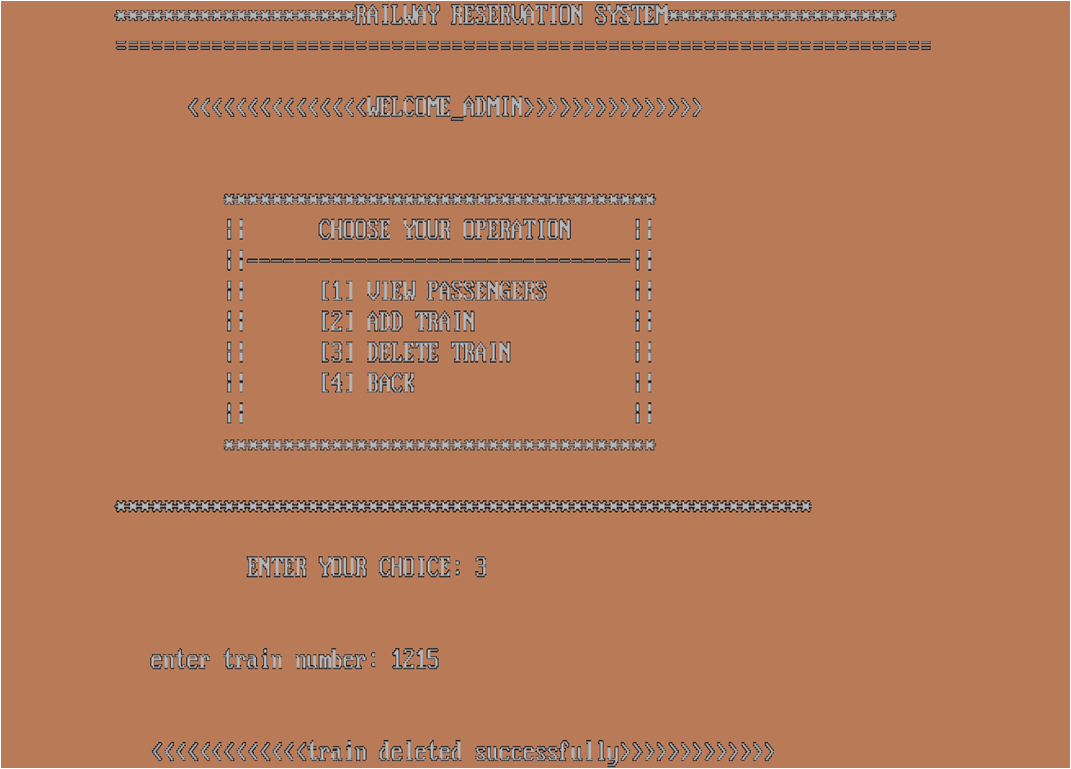 ********************RAILWAY RESERVATION SYSTEM*******************
====================================================================
<<<<<<<<<<<<<<<WELCOME_ADMIN>>>>>>>>>>>>>>>
************************************
|| CHOOSE YOUR OPERATION ||
||--------------------------------||
|| [1] VIEW PASSENGERS ||
|| [2] ADD TRAIN ||
|| [3] DELETE TRAIN ||
|| [4] BACK ||
|| ||
************************************
**********************************************************
ENTER YOUR CHOICE: 3
enter train number: 1215
<<<<<<<<<<<<<train deleted successfully>>>>>>>>>>>>>